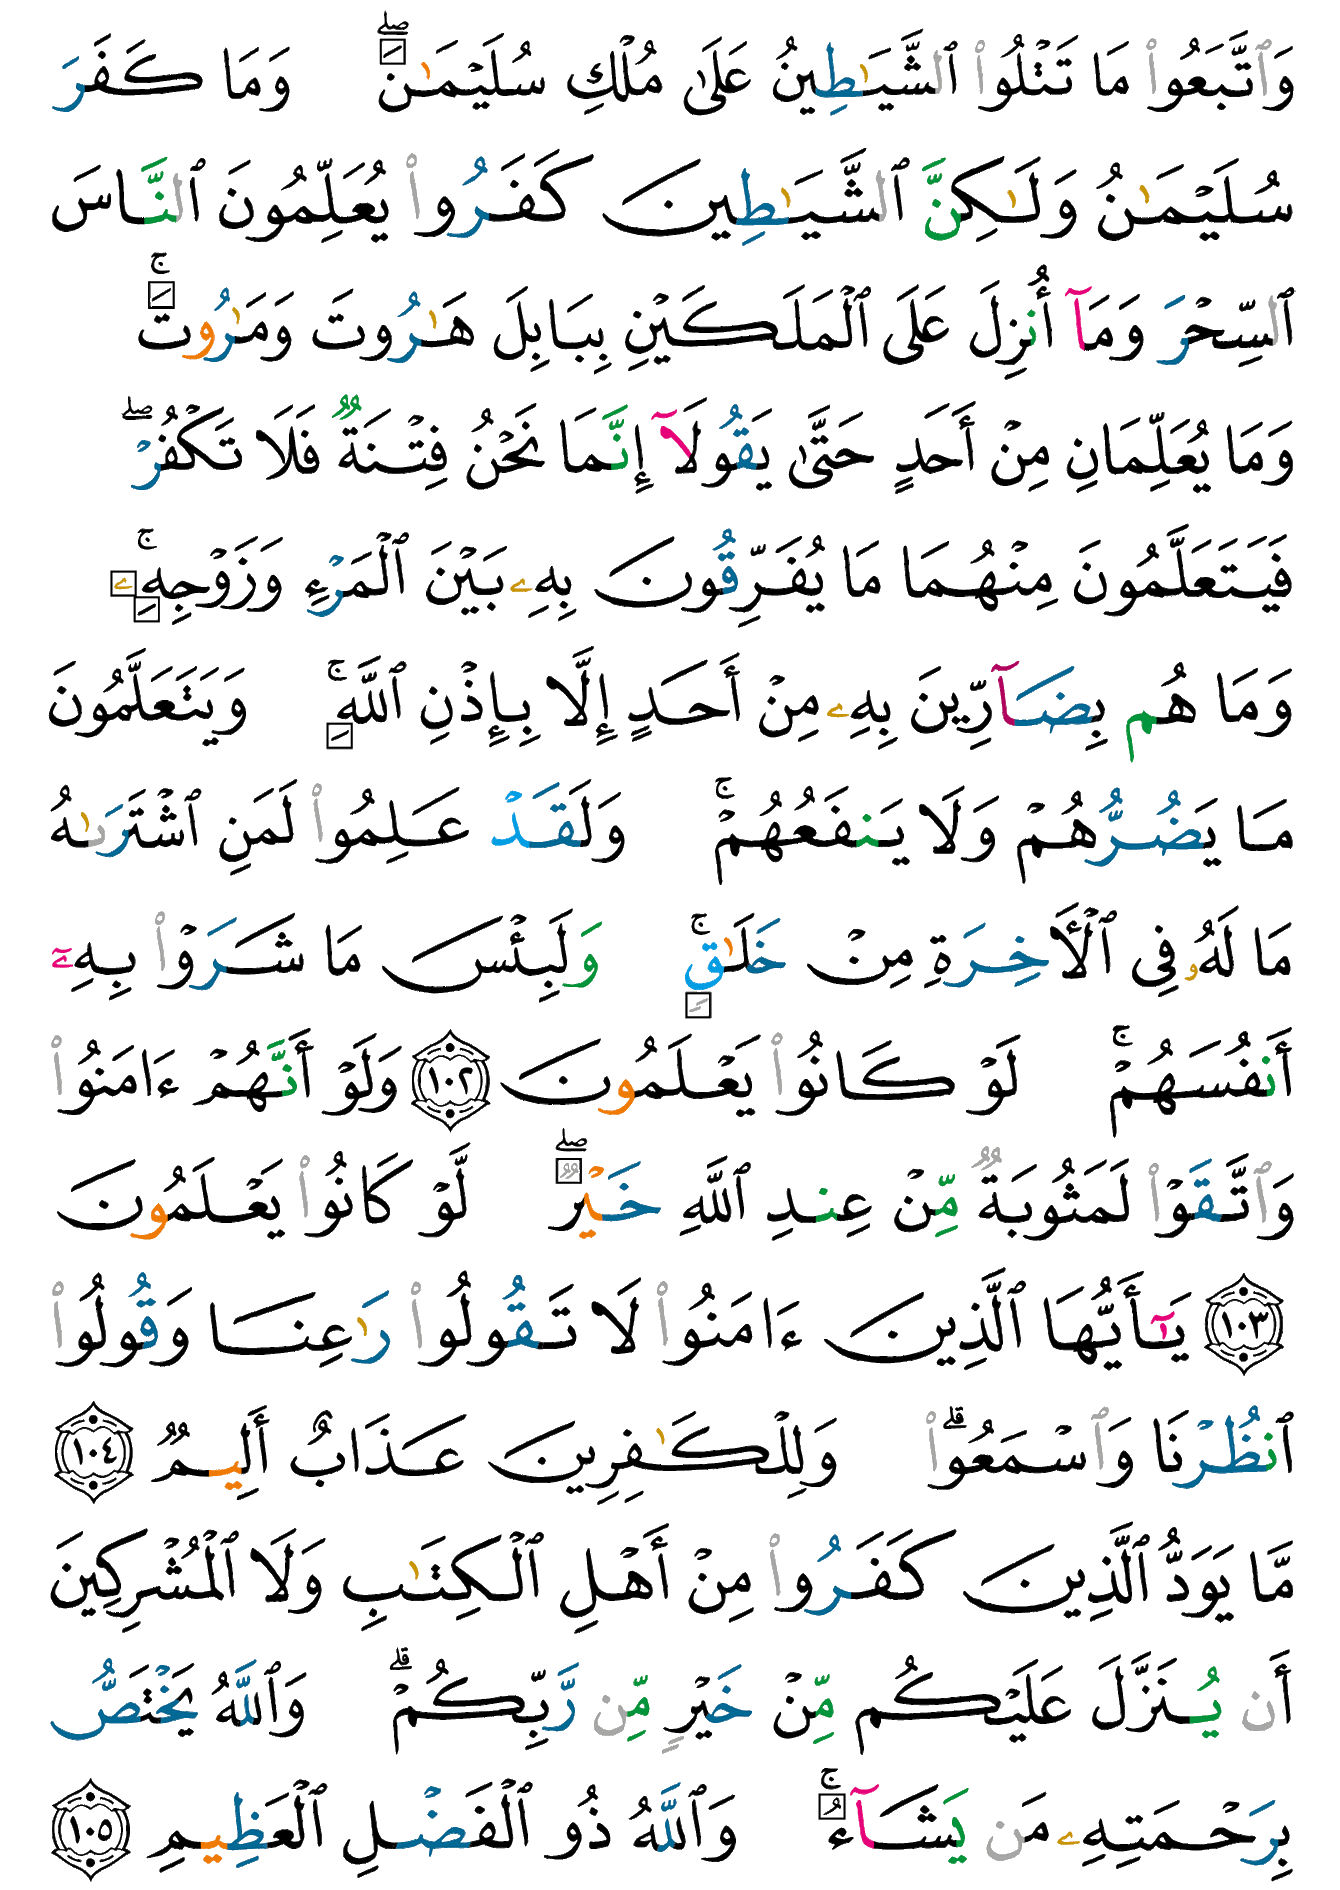 وَٱتَّبَعُوا۟ مَا تَتْلُوا۟ ٱلشَّيَـٰطِينُ عَلَىٰ مُلْكِ سُلَيْمَـٰنَ ۖ وَمَا كَفَرَ
سُلَيْمَـٰنُ وَلَـٰكِنَّ ٱلشَّيَـٰطِينَ كَفَرُوا۟ يُعَلِّمُونَ ٱلنَّاسَ
ٱلسِّحْرَ وَمَآ أُنزِلَ عَلَى ٱلْمَلَكَيْنِ بِبَابِلَ هَـٰرُوتَ وَمَـٰرُوتَ ۚ
وَمَا يُعَلِّمَانِ مِنْ أَحَدٍ حَتَّىٰ يَقُولَآ إِنَّمَا نَحْنُ فِتْنَةٌ فَلَا تَكْفُرْ ۖ
فَيَتَعَلَّمُونَ مِنْهُمَا مَا يُفَرِّقُونَ بِهِۦ بَيْنَ ٱلْمَرْءِ وَزَوْجِهِۦ ۚ
وَمَا هُم بِضَآرِّينَ بِهِۦ مِنْ أَحَدٍ إِلَّا بِإِذْنِ ٱللَّهِ ۚ وَيَتَعَلَّمُونَ
مَا يَضُرُّهُمْ وَلَا يَنفَعُهُمْ ۚ وَلَقَدْ عَلِمُوا۟ لَمَنِ ٱشْتَرَىٰهُ
مَا لَهُۥ فِى ٱلْأَخِرَةِ مِنْ خَلَـٰقٍ ۚ وَلَبِئْسَ مَا شَرَوْا۟ بِهِۦٓ
أَنفُسَهُمْ ۚ لَوْ كَانُوا۟ يَعْلَمُونَ ١٠٢ وَلَوْ أَنَّهُمْ ءَامَنُوا۟
وَٱتَّقَوْا۟ لَمَثُوبَةٌ مِّنْ عِندِ ٱللَّهِ خَيْرٌ ۖ لَّوْ كَانُوا۟ يَعْلَمُونَ
١٠٣ يَـٰٓأَيُّهَا ٱلَّذِينَ ءَامَنُوا۟ لَا تَقُولُوا۟ رَٰعِنَا وَقُولُوا۟
ٱنظُرْنَا وَٱسْمَعُوا۟ ۗ وَلِلْكَـٰفِرِينَ عَذَابٌ أَلِيمٌ ١٠٤
مَّا يَوَدُّ ٱلَّذِينَ كَفَرُوا۟ مِنْ أَهْلِ ٱلْكِتَـٰبِ وَلَا ٱلْمُشْرِكِينَ
أَن يُنَزَّلَ عَلَيْكُم مِّنْ خَيْرٍ مِّن رَّبِّكُمْ ۗ وَٱللَّهُ يَخْتَصُّ
بِرَحْمَتِهِۦ مَن يَشَآءُ ۚ وَٱللَّهُ ذُو ٱلْفَضْلِ ٱلْعَظِيمِ ١٠٥